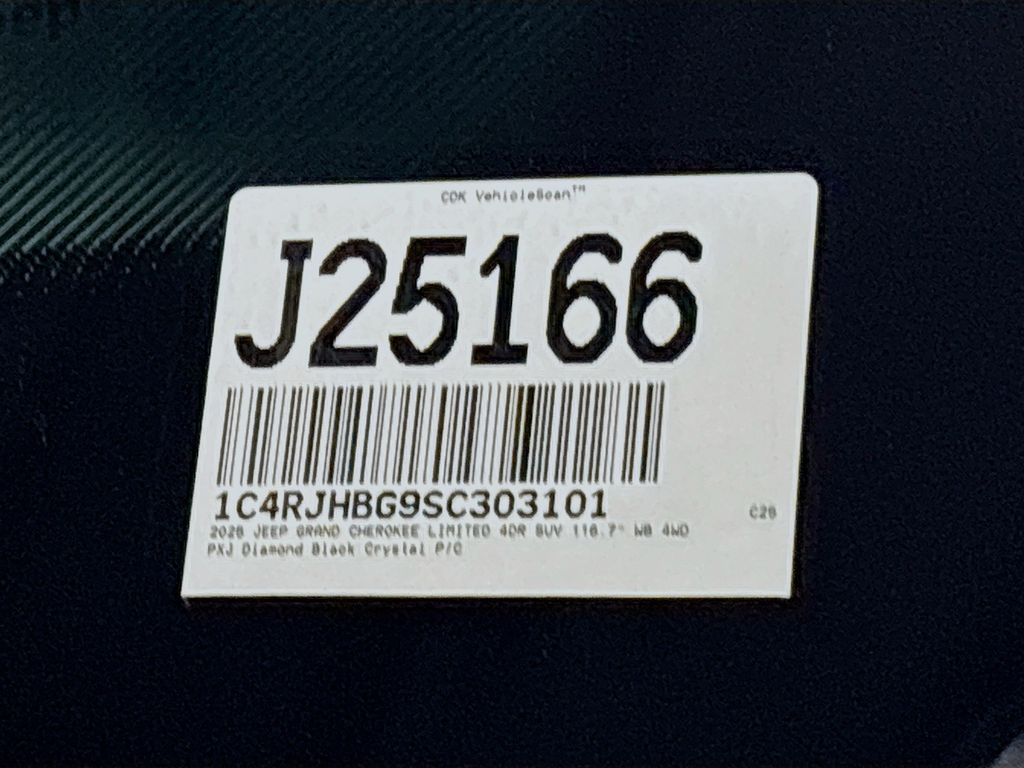 CDK VehicleScan™
J25166
1C4RJHBG9SC303101
C25
2025 JEEP GRAND CHEROKEE LIMITED 4DR SUV 116.7" WB 4WD
PXJ Diamond Black Crystal P/C